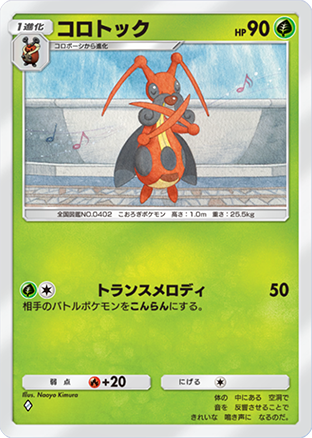 1進化
コロトック
HP 90
コロボーシから進化
全国図鑑NO.0402 こおろぎポケモン 高さ：1.0m 重さ：25.5kg
トランスメロディ 50
相手のバトルポケモンをこんらんにする。
弱点 +20 にげる
Illus. Naoyo Kimura
体の 中にある 空洞で
音を 反響させることで
きれいな 鳴き声に なるのだ。